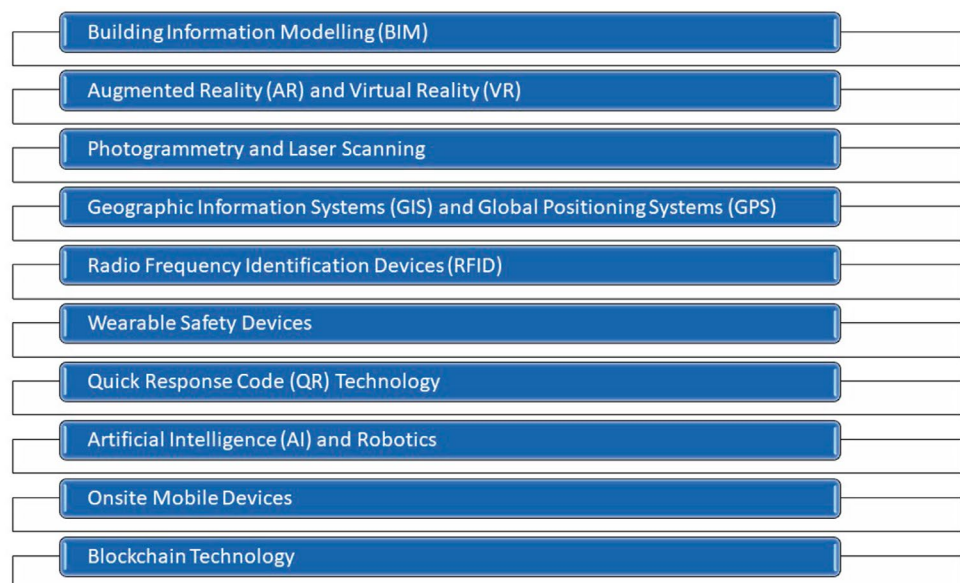 Building Information Modelling (BIM)
Augmented Reality (AR) and Virtual Reality (VR)
Photogrammetry and Laser Scanning
Geographic Information Systems (GIS) and Global Positioning Systems (GPS)
Radio Frequency Identification Devices (RFID)
Wearable Safety Devices
Quick Response Code (QR) Technology
Artificial Intelligence (AI) and Robotics
Onsite Mobile Devices
Blockchain Technology